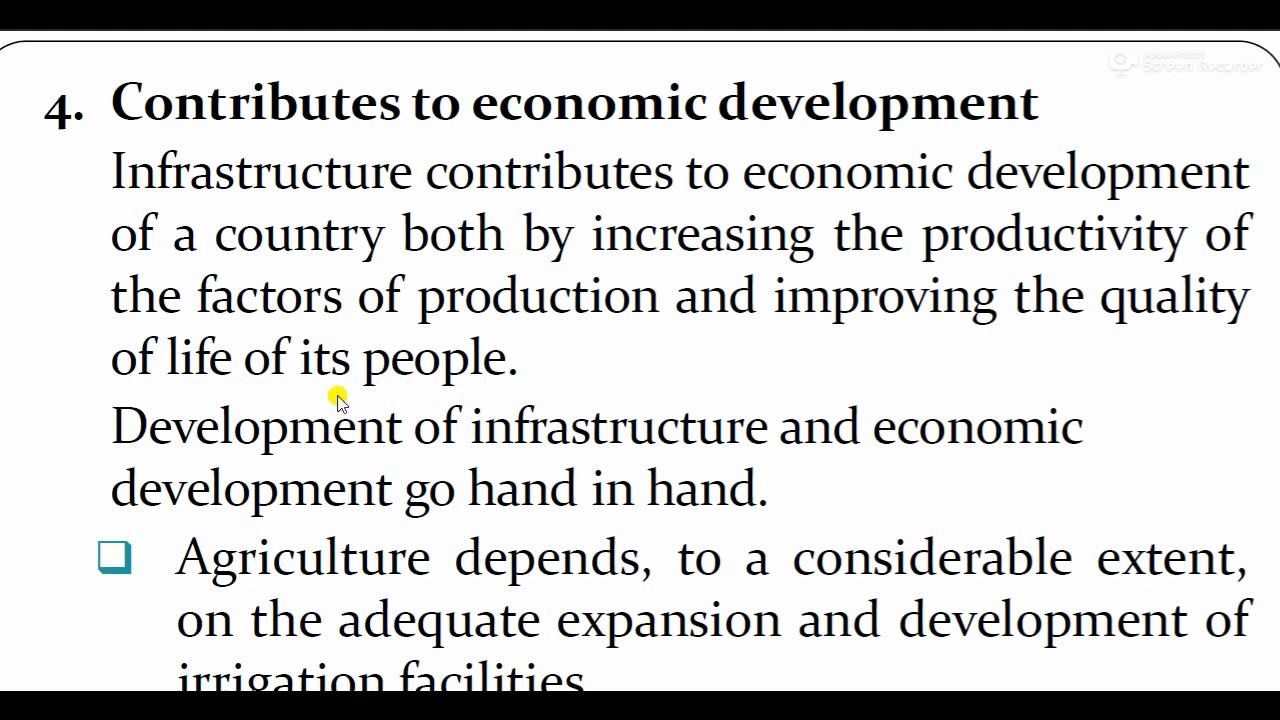 Screen Recorder
4. Contributes to economic development
Infrastructure contributes to economic development
of a country both by increasing the productivity of
the factors of production and improving the quality
of life of its people.
Development of infrastructure and economic
development go hand in hand.
Agriculture depends, to a considerable extent,
on the adequate expansion and development of
irrigation facilities